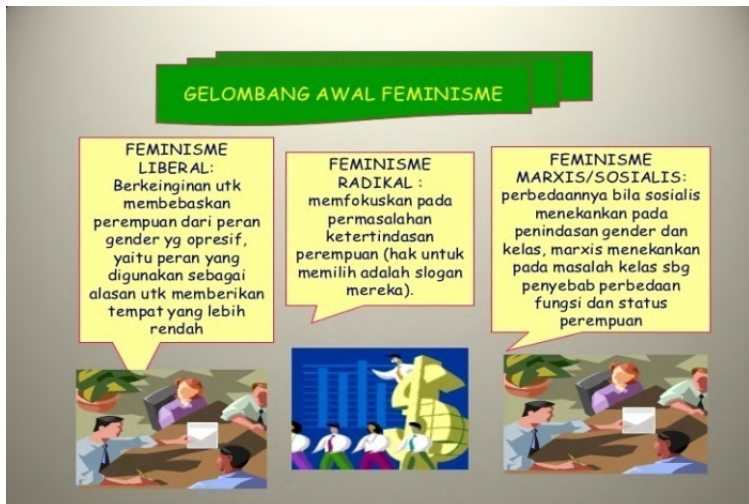 GELOMBANG AWAL FEMINISME
FEMINISME
LIBERAL:
Berkeinginan utk
membebaskan
perempuan dari peran
gender yg opresif,
yaitu peran yang
digunakan sebagai
alasan utk memberikan
tempat yang lebih
rendah
FEMINISME
RADIKAL :
memfokuskan pada
permasalahan
ketertindasan
perempuan (hak untuk
memilih adalah slogan
mereka).
FEMINISME
MARXIS/SOSIALIS:
perbedaannya bila sosialis
menekankan pada
penindasan gender dan
kelas, marxis menekankan
pada masalah kelas sbg
penyebab perbedaan
fungsi dan status
perempuan